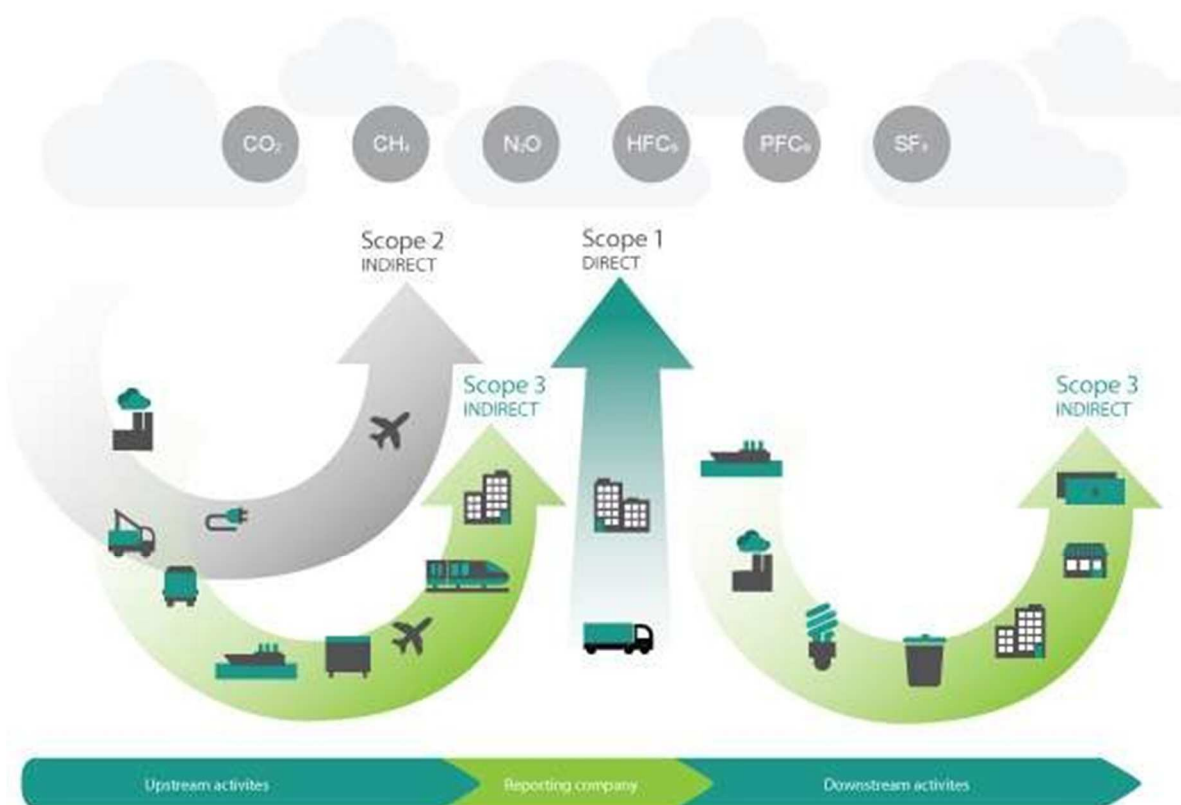 CO₂ CH₄ N₂O HFCₛ PFCₛ SF₆
Scope 2
INDIRECT
Scope 1
DIRECT
Scope 3
INDIRECT
Scope 3
INDIRECT
Upstream activites
Reporting company
Downstream activites